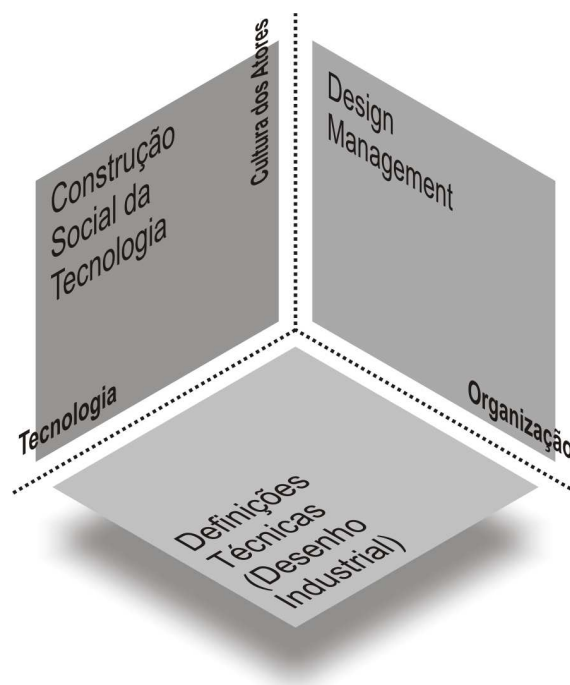 Construção
Social da
Tecnologia
Cultura dos Atores
Design
Management
Tecnologia
Organização
Definições
Técnicas
(Desenho
Industrial)